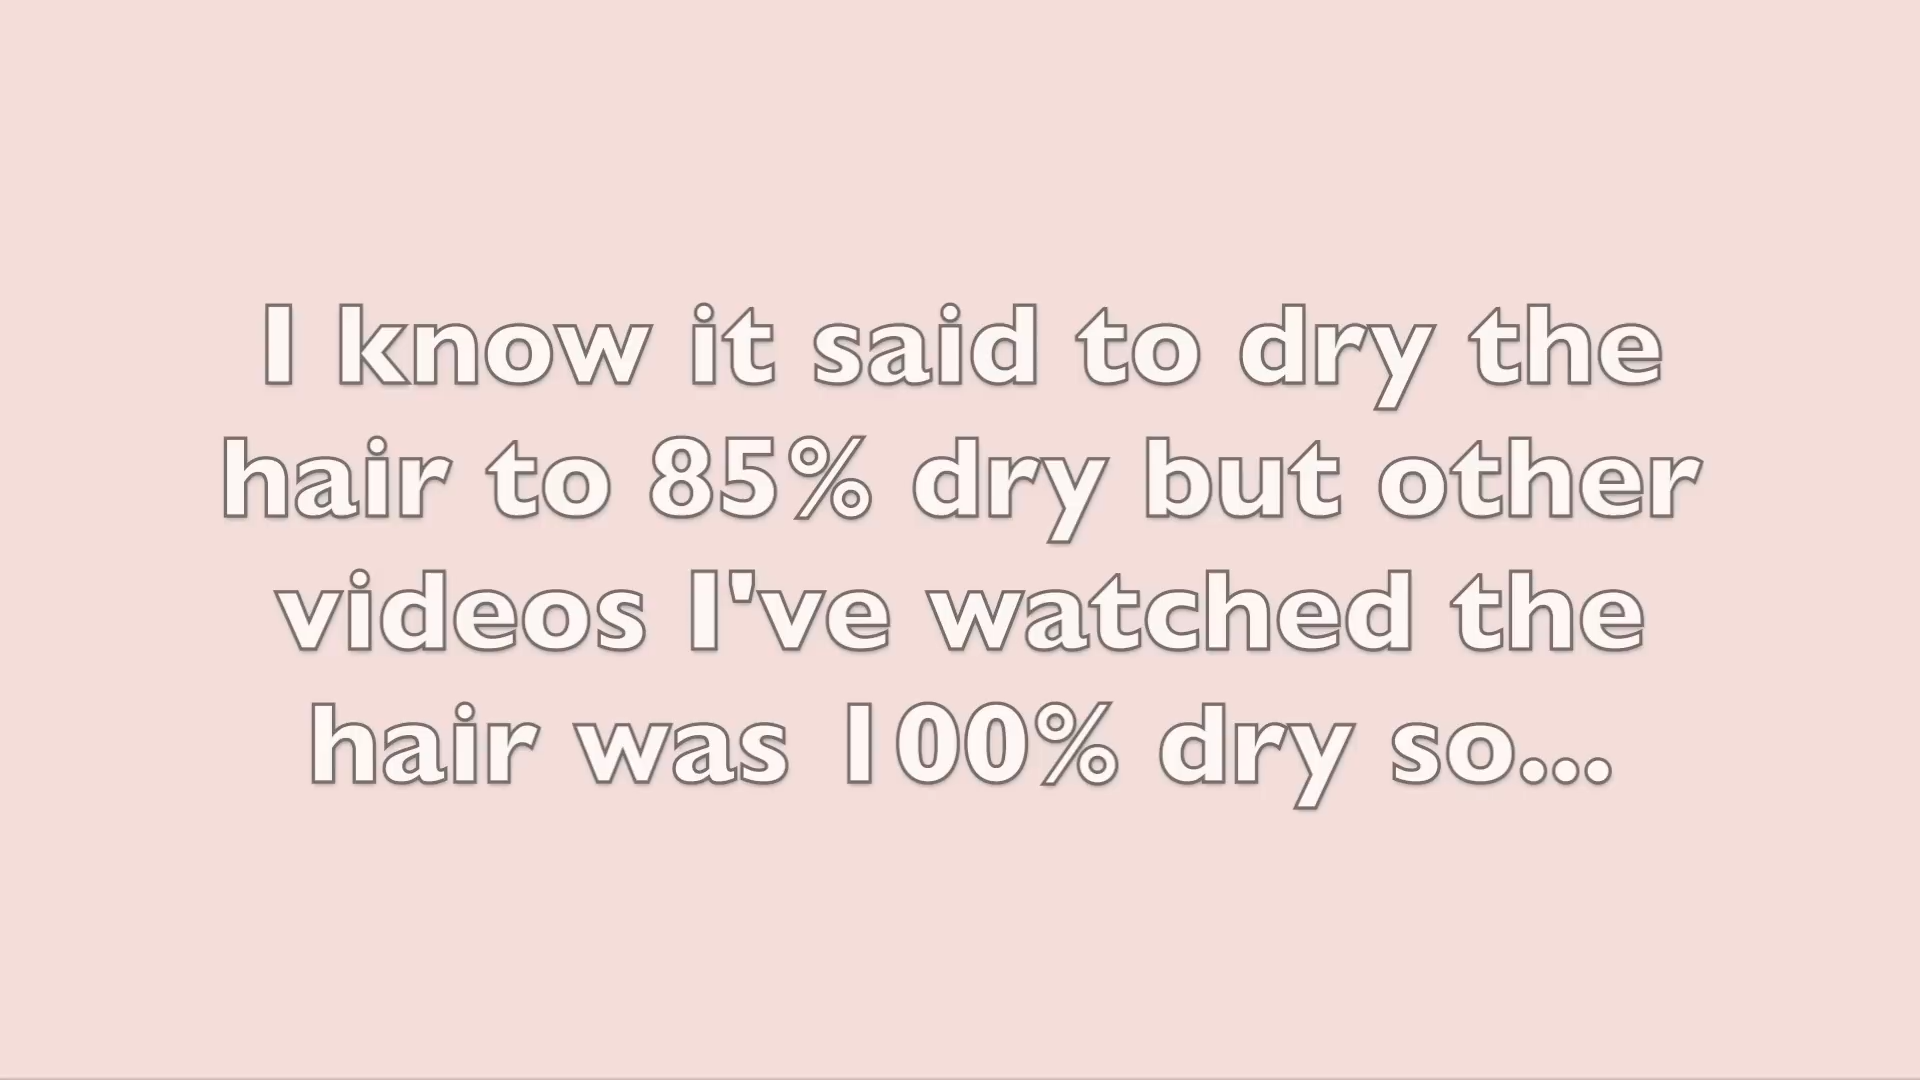 I know it said to dry the
hair to 85% dry but other
videos I've watched the
hair was 100% dry so...